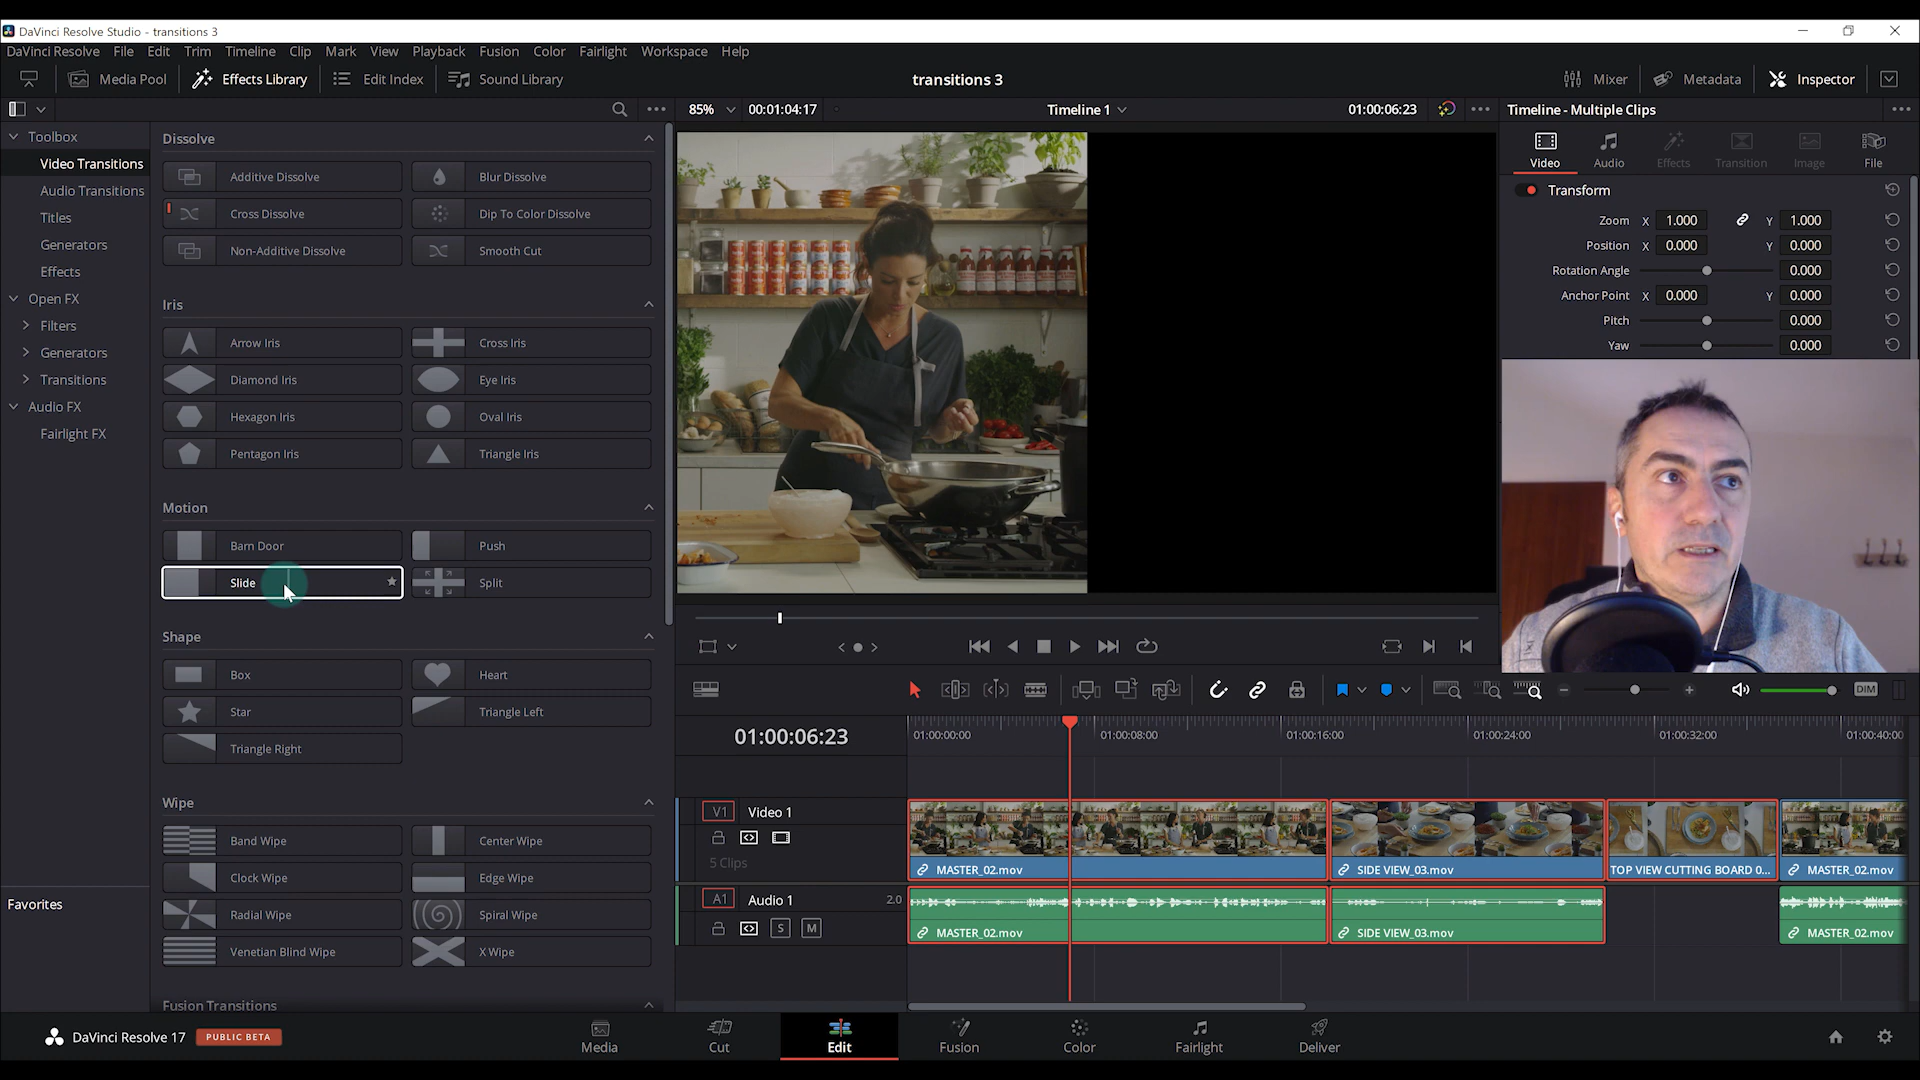 DaVinci Resolve Studio - transitions 3
DaVinci Resolve File Edit Trim Timeline Clip Mark View Playback Fusion Color Fairlight Workspace Help
Media Pool Effects Library Edit Index Sound Library transitions 3 Mixer Metadata Inspector
85% 00:01:04:17 Timeline 1 01:00:06:23 Timeline - Multiple Clips
Toolbox
Video Transitions
Audio Transitions
Titles
Generators
Effects
Open FX
Filters
Generators
Transitions
Audio FX
Fairlight FX
Favorites
Dissolve
Additive Dissolve Blur Dissolve
Cross Dissolve Dip To Color Dissolve
Non-Additive Dissolve Smooth Cut
Iris
Arrow Iris Cross Iris
Diamond Iris Eye Iris
Hexagon Iris Oval Iris
Pentagon Iris Triangle Iris
Motion
Barn Door Push
Slide Split
Shape
Box Heart
Star Triangle Left
Triangle Right
Wipe
Band Wipe Center Wipe
Clock Wipe Edge Wipe
Radial Wipe Spiral Wipe
Venetian Blind Wipe X Wipe
Fusion Transitions
Video Audio Effects Transition Image File
Transform
Zoom X 1.000 Y 1.000
Position X 0.000 Y 0.000
Rotation Angle 0.000
Anchor Point X 0.000 Y 0.000
Pitch 0.000
Yaw 0.000
DIM
01:00:06:23
01:00:00:00 01:00:08:00 01:00:16:00 01:00:24:00 01:00:32:00 01:00:40:00
V1 Video 1
5 Clips
MASTER_02.mov SIDE VIEW_03.mov TOP VIEW CUTTING BOARD 0... MASTER_02.mov
A1 Audio 1 2.0
S M
MASTER_02.mov SIDE VIEW_03.mov MASTER_02.mov
DaVinci Resolve 17 PUBLIC BETA
Media Cut Edit Fusion Color Fairlight Deliver